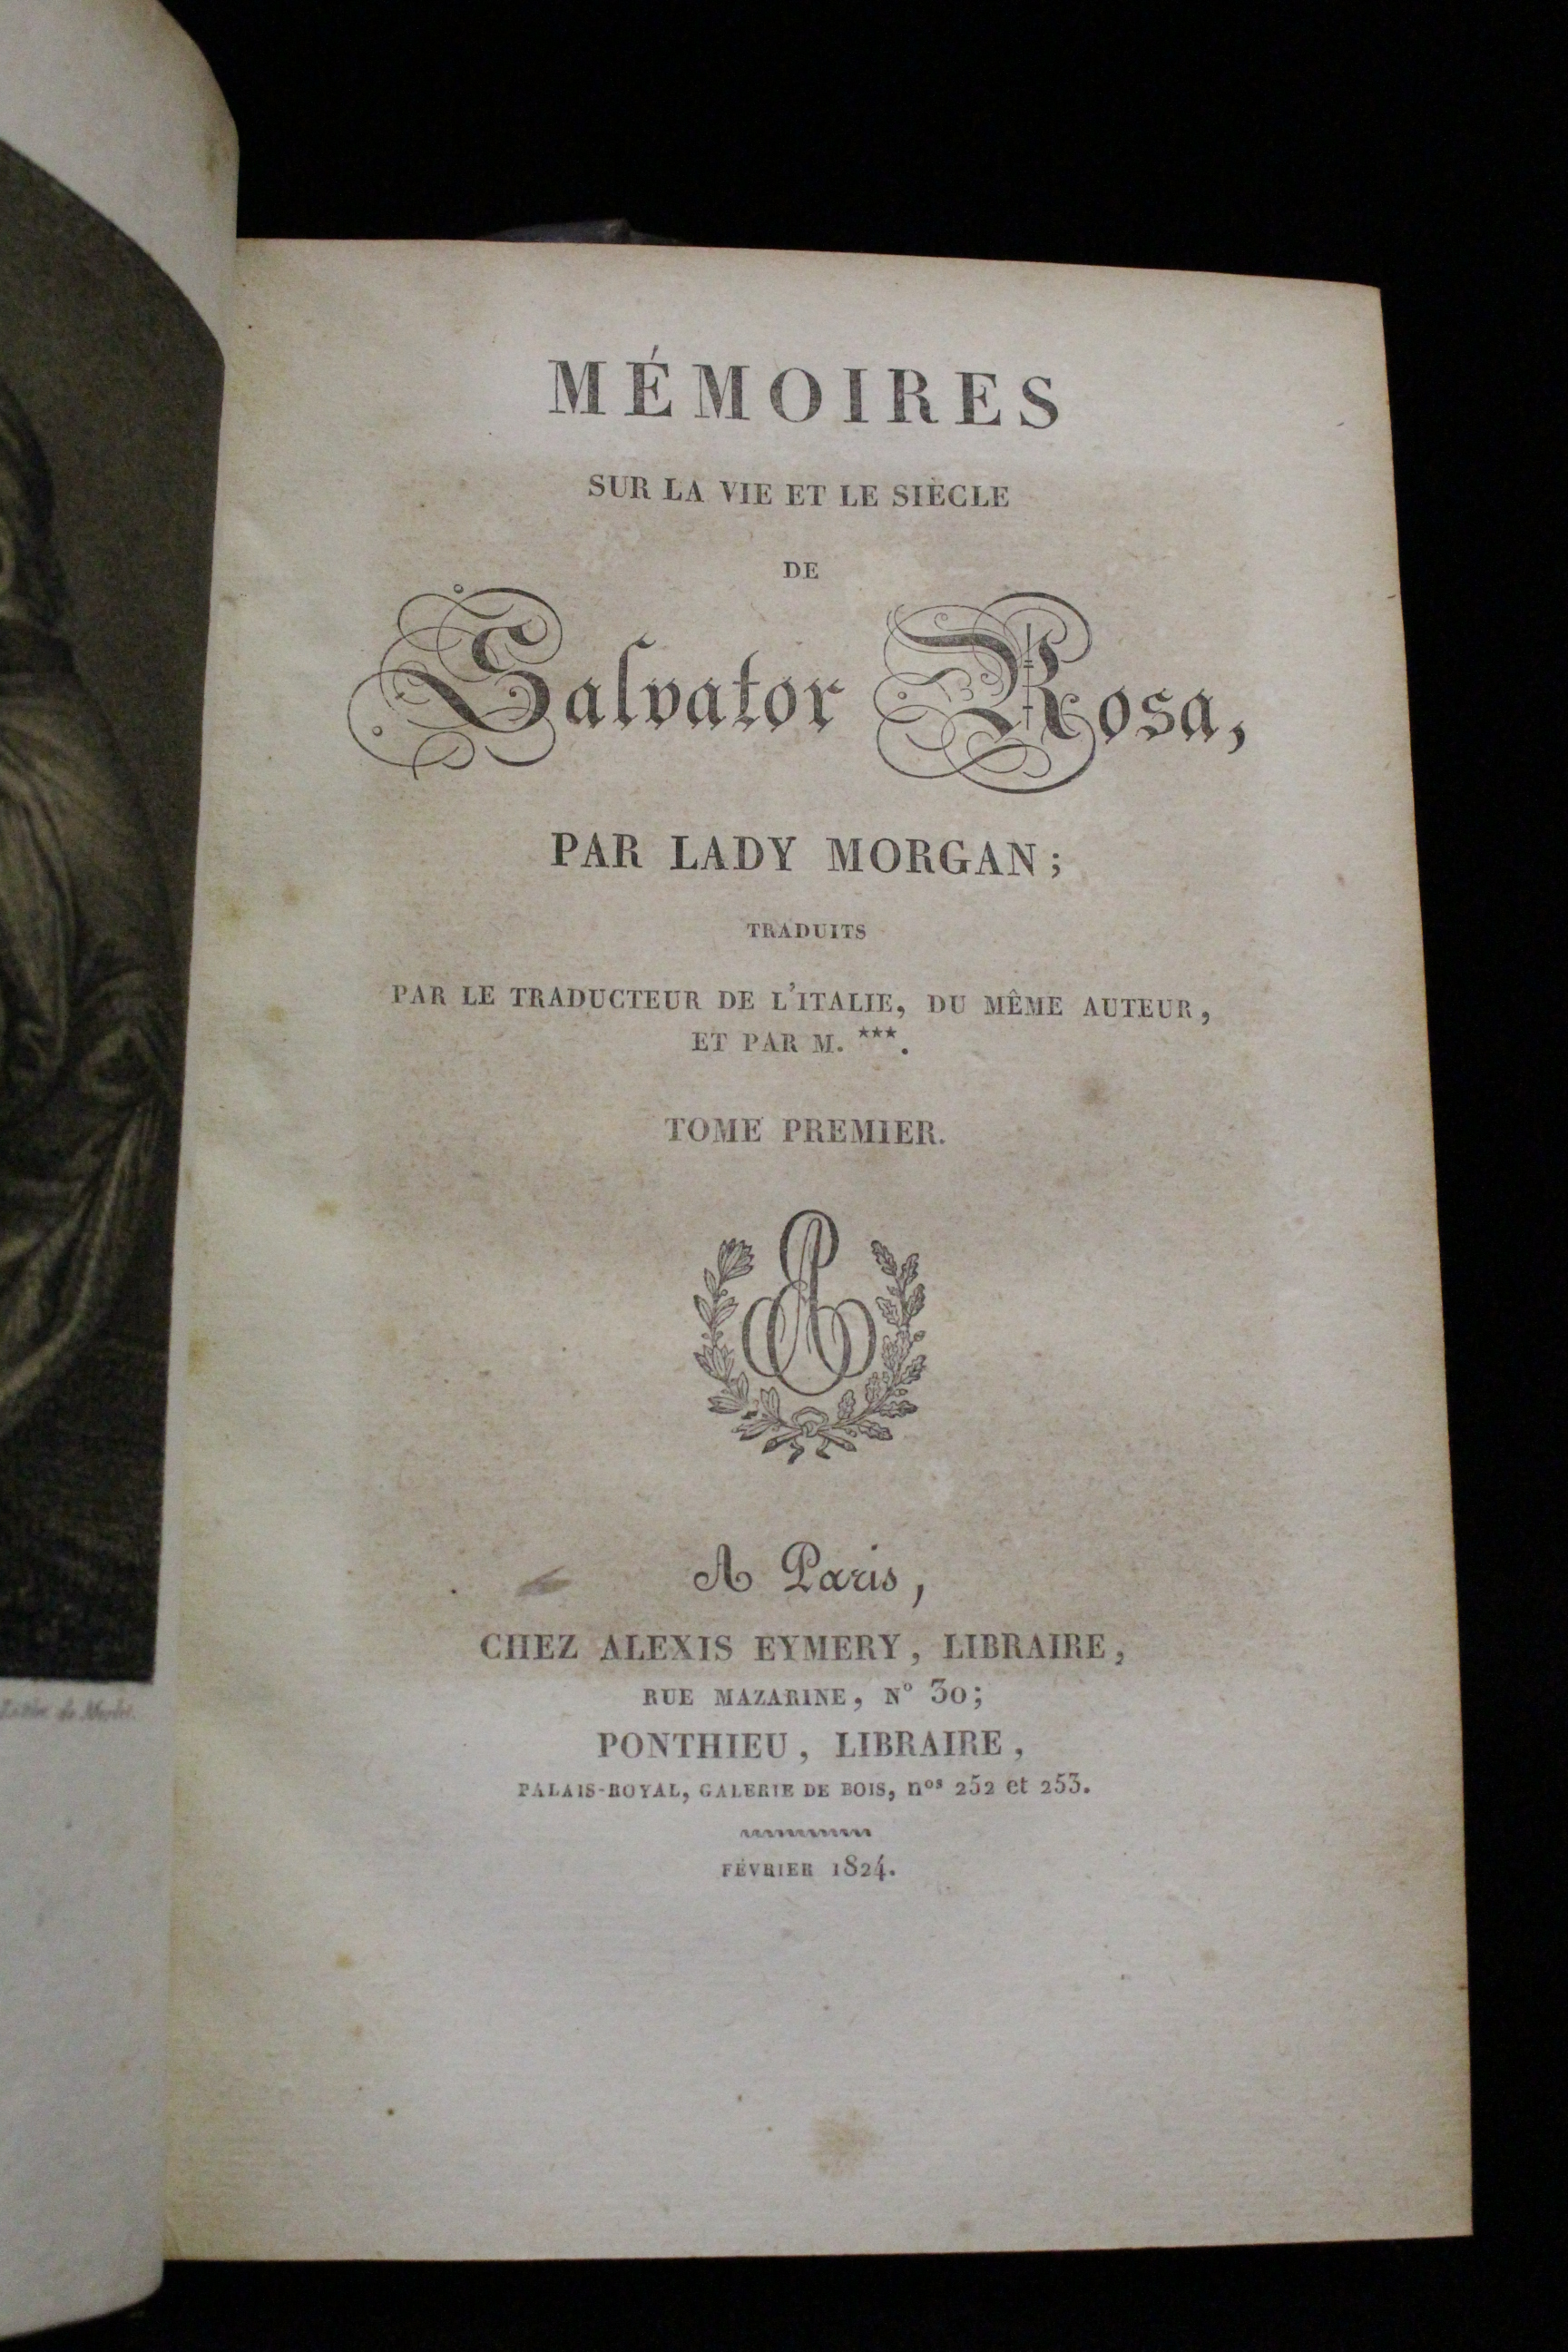 MÉMOIRES
SUR LA VIE ET LE SIÈCLE
DE
Salvator Rosa,
PAR LADY MORGAN;
TRADUITS
PAR LE TRADUCTEUR DE L'ITALIE, DU MÊME AUTEUR,
ET PAR M. ***.
TOME PREMIER.
A Paris,
CHEZ ALEXIS EYMERY, LIBRAIRE,
RUE MAZARINE, N° 30;
PONTHIEU, LIBRAIRE,
PALAIS-ROYAL, GALERIE DE BOIS, nos 252 et 253.
FÉVRIER 1824.